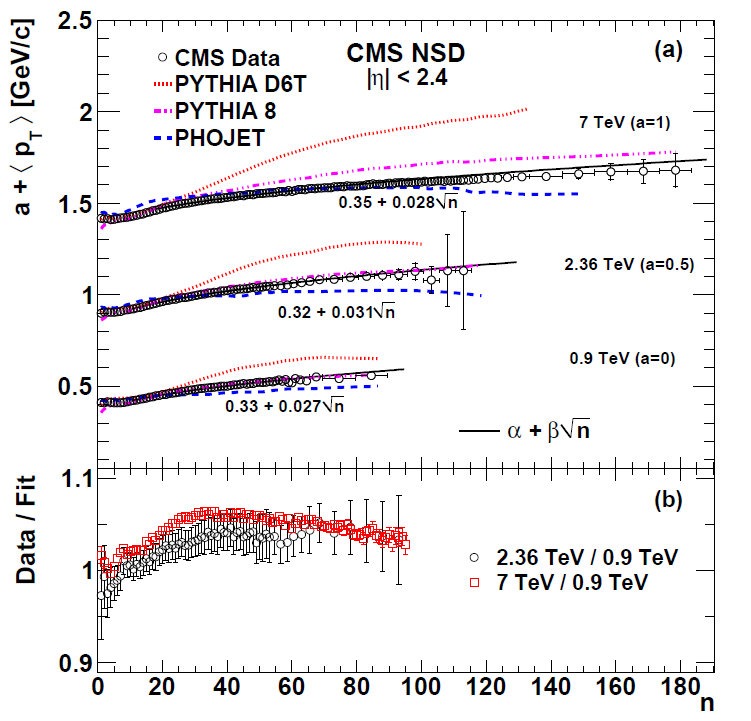 CMS NSD
|η| < 2.4
(a)
CMS Data
PYTHIA D6T
PYTHIA 8
PHOJET
a + ⟨ p_T ⟩ [GeV/c]
2.5
2
1.5
1
0.5
7 TeV (a=1)
0.35 + 0.028√n
2.36 TeV (a=0.5)
0.32 + 0.031√n
0.9 TeV (a=0)
0.33 + 0.027√n
α + β√n
Data / Fit
1.1
1
0.9
(b)
2.36 TeV / 0.9 TeV
7 TeV / 0.9 TeV
0 20 40 60 80 100 120 140 160 180
n